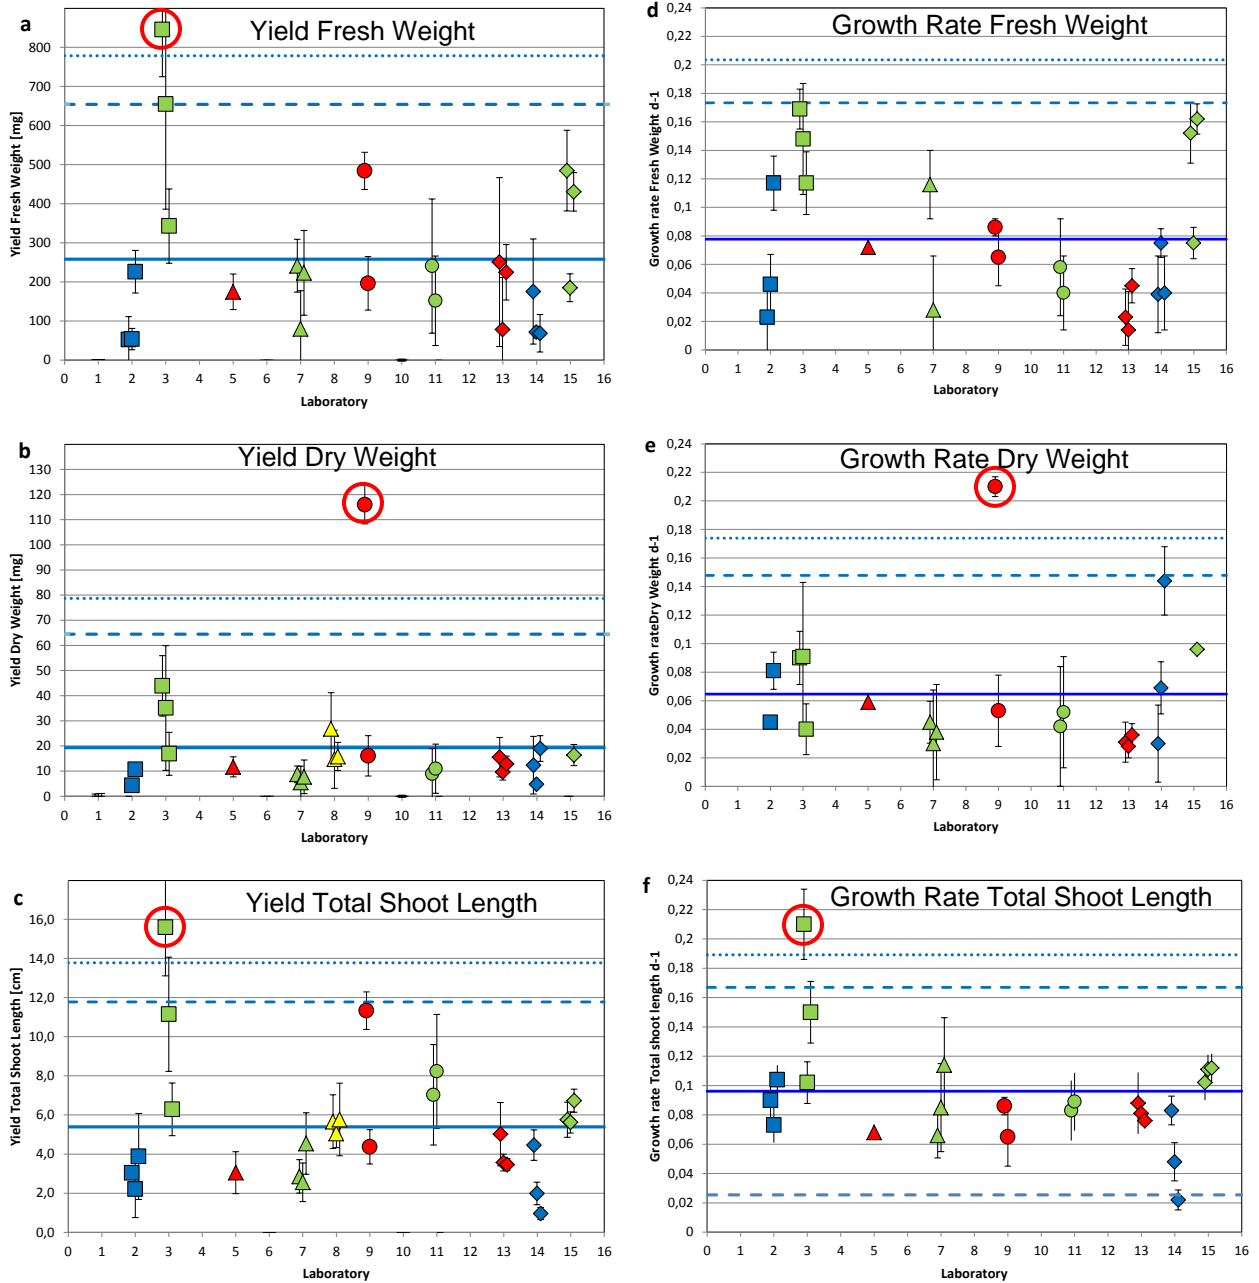 a
Yield Fresh Weight
Yield Fresh Weight [mg]
800
700
600
500
400
300
200
100
0
0 1 2 3 4 5 6 7 8 9 10 11 12 13 14 15 16
Laboratory
d
Growth Rate Fresh Weight
Growth rate Fresh Weight d-1
0,24
0,22
0,2
0,18
0,16
0,14
0,12
0,1
0,08
0,06
0,04
0,02
0
0 1 2 3 4 5 6 7 8 9 10 11 12 13 14 15 16
Laboratory
b
Yield Dry Weight
Yield Dry Weight [mg]
130
120
110
100
90
80
70
60
50
40
30
20
10
0
0 1 2 3 4 5 6 7 8 9 10 11 12 13 14 15 16
Laboratory
e
Growth Rate Dry Weight
Growth rateDry Weight d-1
0,24
0,22
0,2
0,18
0,16
0,14
0,12
0,1
0,08
0,06
0,04
0,02
0
0 1 2 3 4 5 6 7 8 9 10 11 12 13 14 15 16
Laboratory
c
Yield Total Shoot Length
Yield Total Shoot Length [cm]
16,0
14,0
12,0
10,0
8,0
6,0
4,0
2,0
0,0
0 1 2 3 4 5 6 7 8 9 10 11 12 13 14 15 16
Laboratory
f
Growth Rate Total Shoot Length
Growth rate Total shoot length d-1
0,24
0,22
0,2
0,18
0,16
0,14
0,12
0,1
0,08
0,06
0,04
0,02
0
0 1 2 3 4 5 6 7 8 9 10 11 12 13 14 15 16
Laboratory